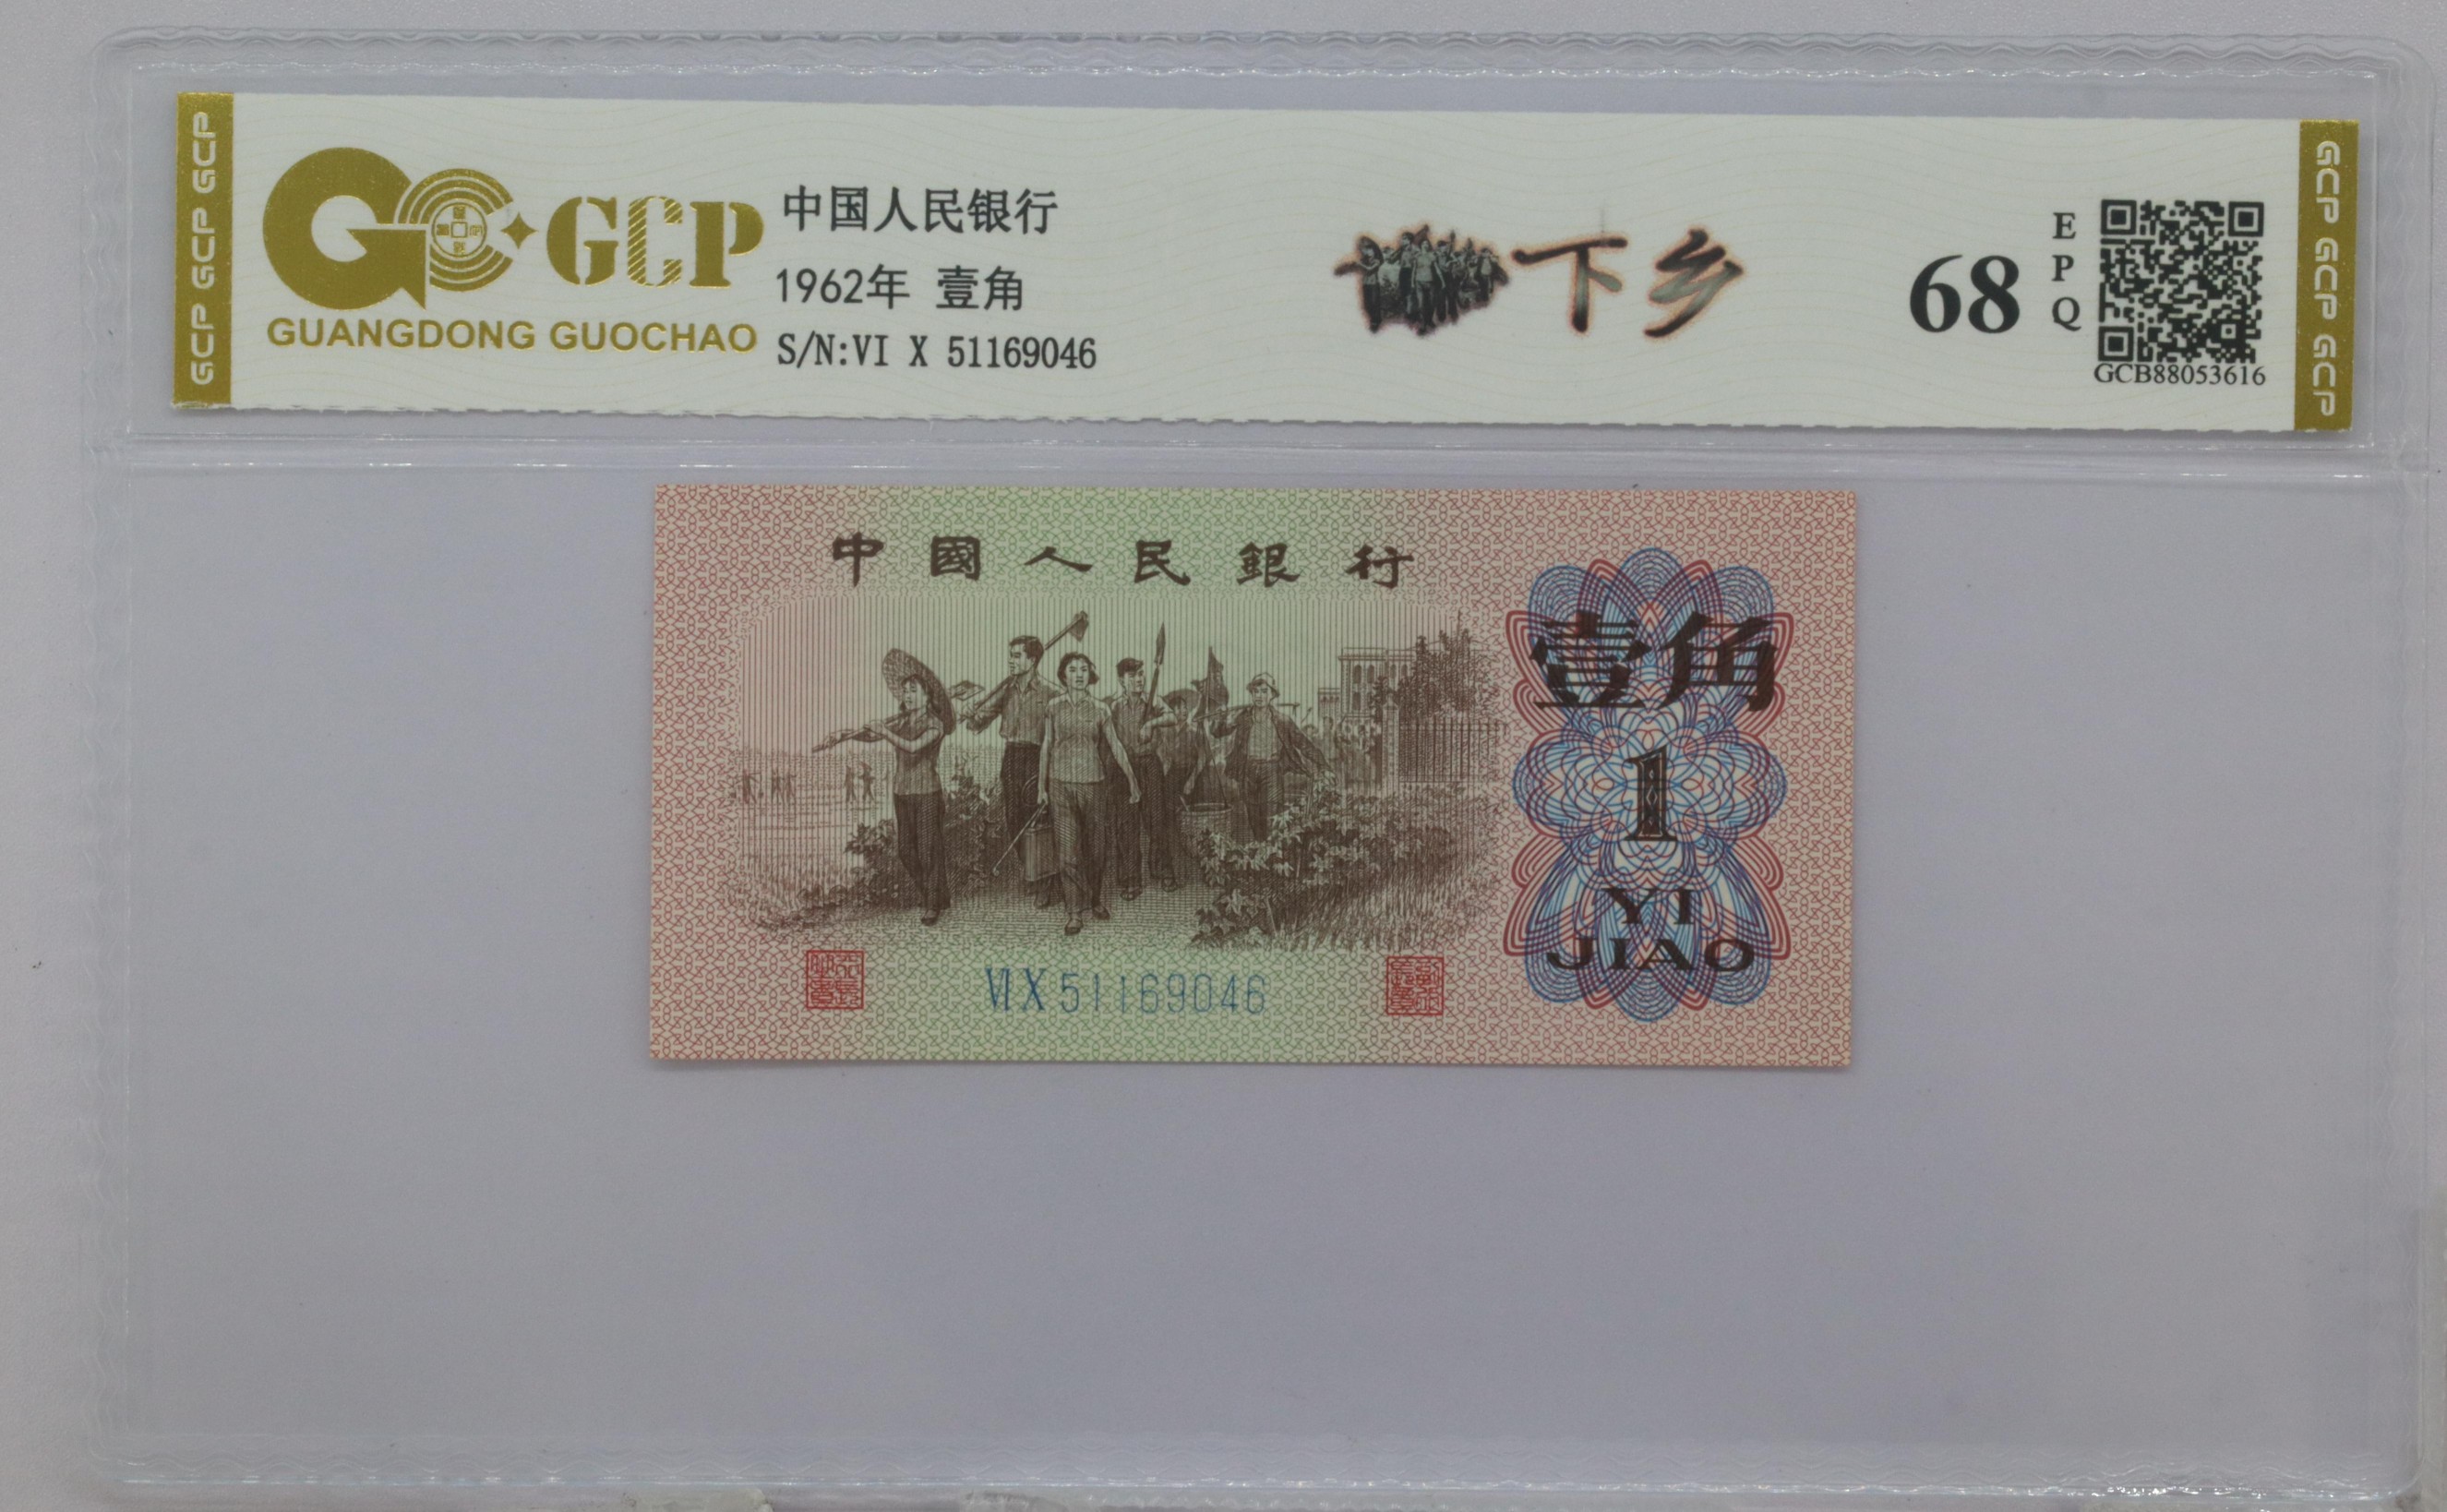 GCP GCP GCP
GCP
GUANGDONG GUOCHAO
中国人民银行
1962年 壹角
S/N:VI X 51169046
下乡
68
E
P
Q
GCB88053616
GCP GCP GCP
中國人民銀行
壹角
1
YI
JIAO
VI X 51169046